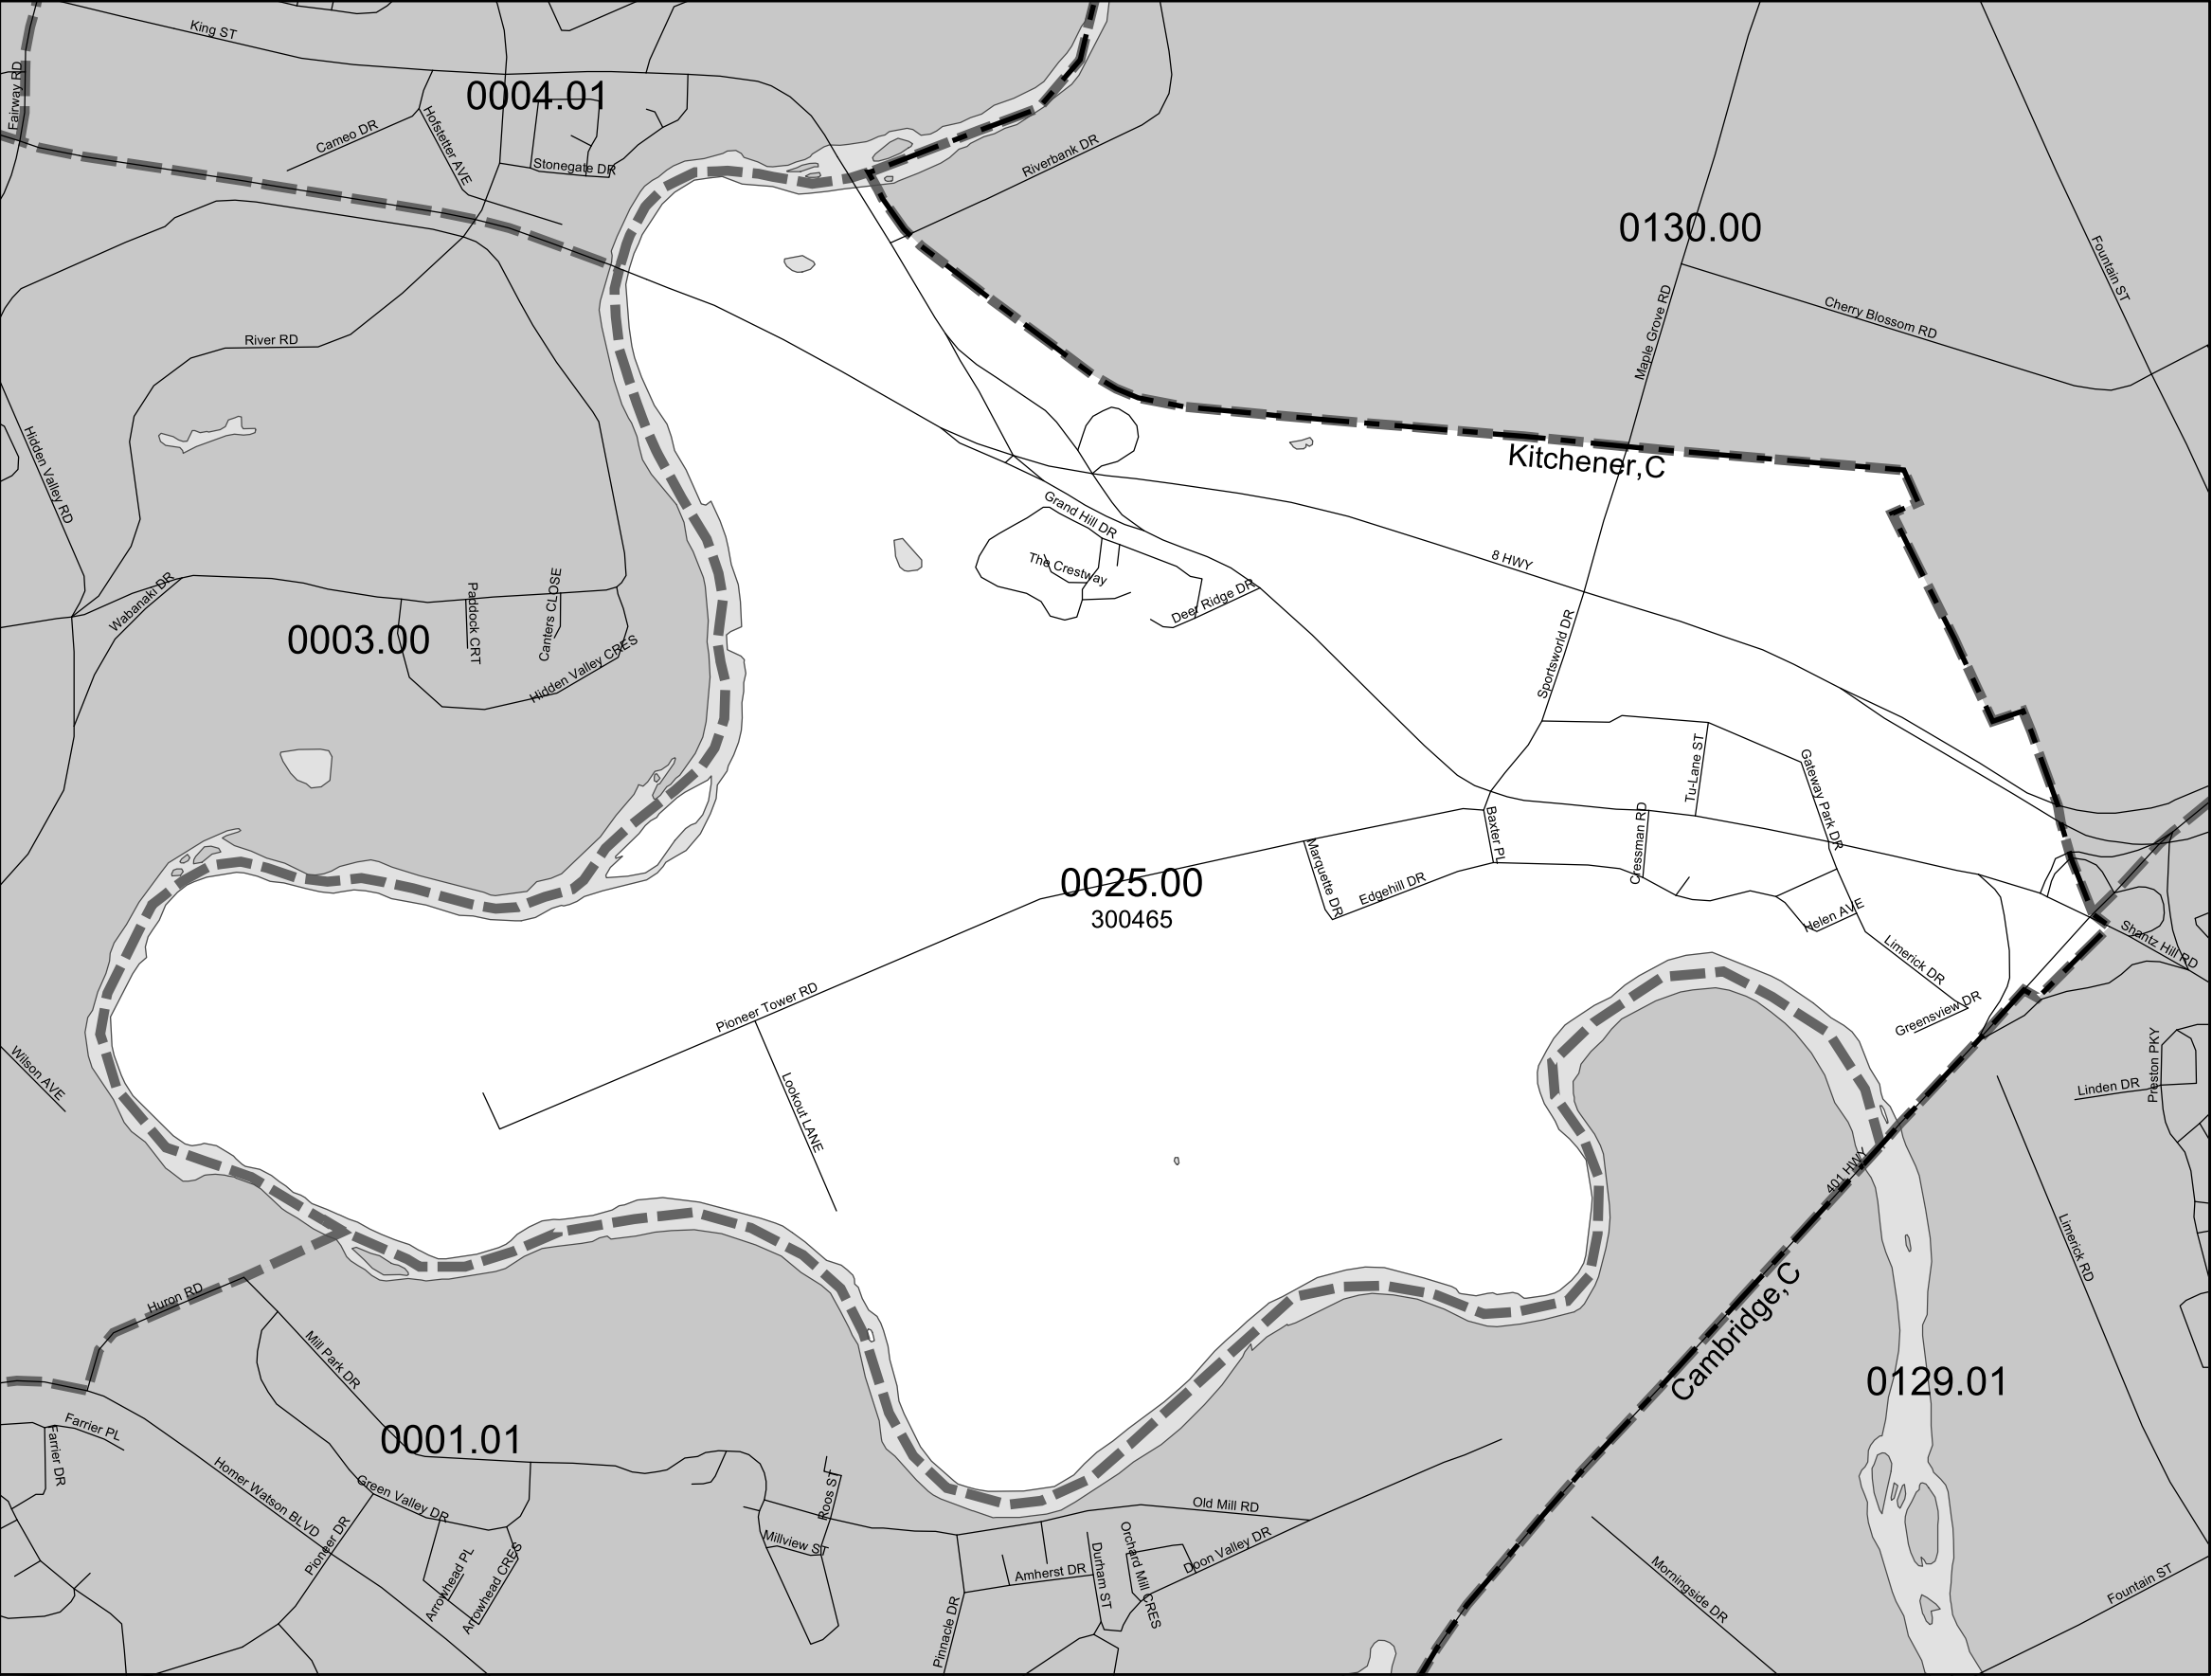 King ST
Fairway RD
0004.01
Cameo DR
Hofstetter AVE
Stonegate DR
Riverbank DR
0130.00
Fountain ST
Maple Grove RD
Cherry Blossom RD
River RD
Hidden Valley RD
Kitchener,C
Grand Hill DR
The Crestway
8 HWY
Deer Ridge DR
Wabanaki DR
Paddock CRT
Canters CLOSE
0003.00
Hidden Valley CRES
Sportsworld DR
Tu-Lane ST
Gateway Park DR
Baxter PL
Cressman RD
Marquette DR
Edgehill DR
0025.00
300465
Helen AVE
Limerick DR
Shantz Hill RD
Greensview DR
Pioneer Tower RD
Lookout LANE
Wilson AVE
Linden DR
Preston PKY
401 HWY
Limerick RD
Huron RD
Mill Park DR
Cambridge,C
0129.01
0001.01
Farrier PL
Farrier DR
Homer Watson BLVD
Green Valley DR
Pioneer DR
Arrowhead PL
Arrowhead CRES
Roos ST
Millview ST
Old Mill RD
Doon Valley DR
Amherst DR
Durham ST
Orchard Mill CRES
Pinnacle DR
Morningside DR
Fountain ST